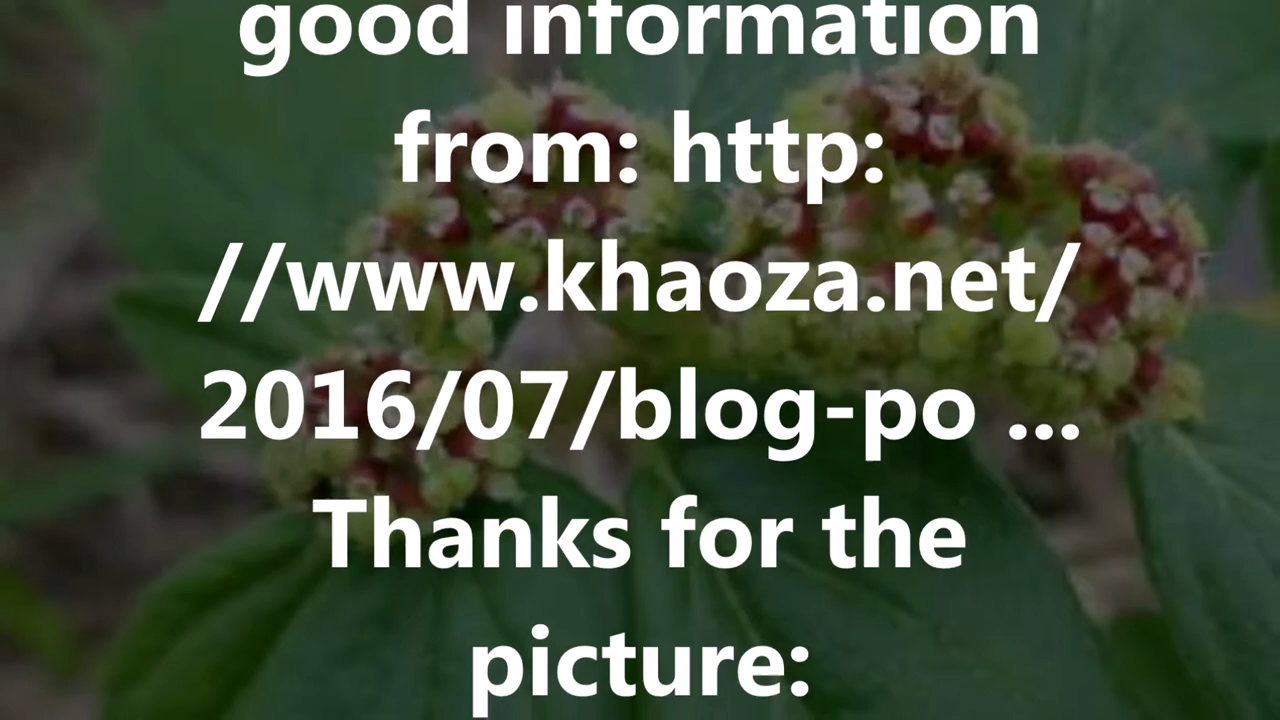 good information
from: http:
//www.khaoza.net/
2016/07/blog-po ...
Thanks for the
picture: